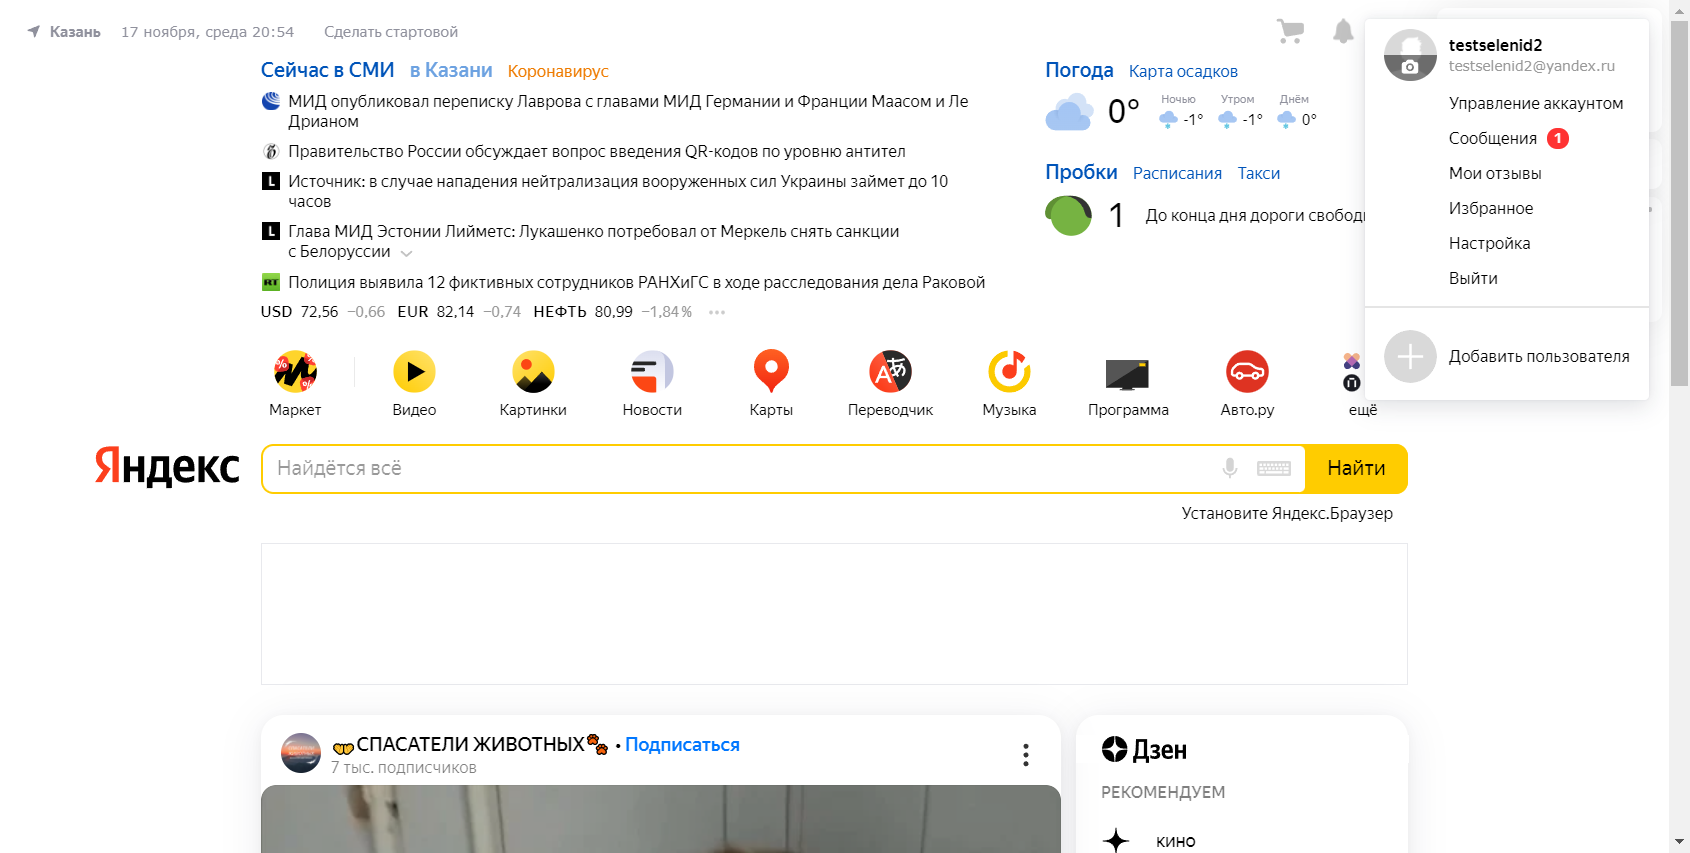 Казань 17 ноября, среда 20:54 Сделать стартовой
Сейчас в СМИ в Казани Коронавирус
МИД опубликовал переписку Лаврова с главами МИД Германии и Франции Маасом и Ле
Дрианом
Правительство России обсуждает вопрос введения QR-кодов по уровню антител
Источник: в случае нападения нейтрализация вооруженных сил Украины займет до 10
часов
Глава МИД Эстонии Лийметс: Лукашенко потребовал от Меркель снять санкции
с Белоруссии
Полиция выявила 12 фиктивных сотрудников РАНХиГС в ходе расследования дела Раковой
USD 72,56 −0,66 EUR 82,14 −0,74 НЕФТЬ 80,99 −1,84%
Погода Карта осадков
0° Ночью -1° Утром -1° Днём 0°
Пробки Расписания Такси
1 До конца дня дороги свободн
testselenid2
testselenid2@yandex.ru
Управление аккаунтом
Сообщения 1
Мои отзывы
Избранное
Настройка
Выйти
Добавить пользователя
Маркет Видео Картинки Новости Карты Переводчик Музыка Программа Авто.ру ещё
Яндекс Найдётся всё Найти
Установите Яндекс.Браузер
СПАСАТЕЛИ ЖИВОТНЫХ • Подписаться
7 тыс. подписчиков
Дзен
РЕКОМЕНДУЕМ
КИНО